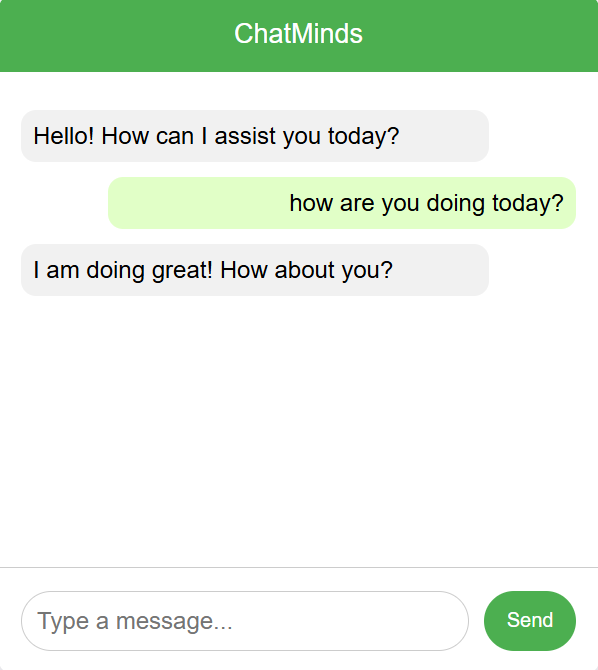 ChatMinds
Hello! How can I assist you today?
how are you doing today?
I am doing great! How about you?
Type a message...
Send